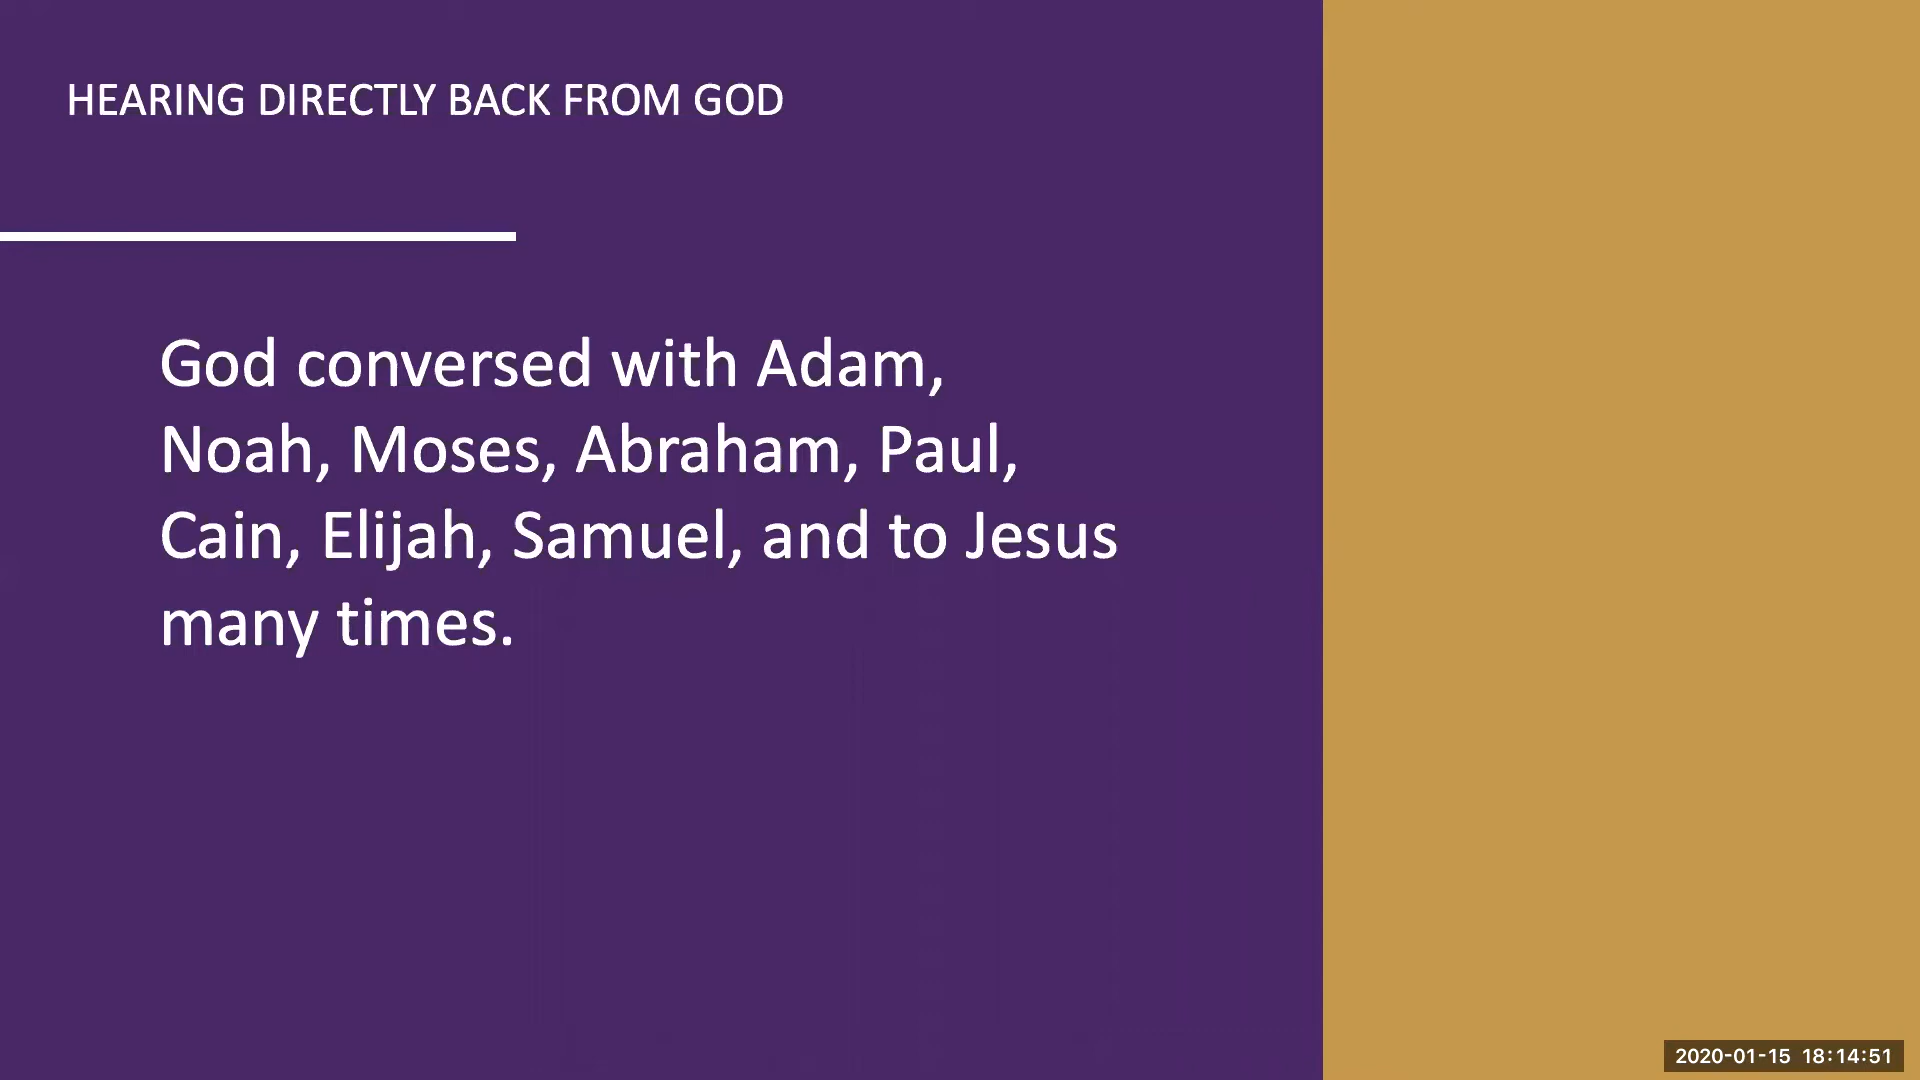 HEARING DIRECTLY BACK FROM GOD
God conversed with Adam,
Noah, Moses, Abraham, Paul,
Cain, Elijah, Samuel, and to Jesus
many times.
2020-01-15 18:14:51